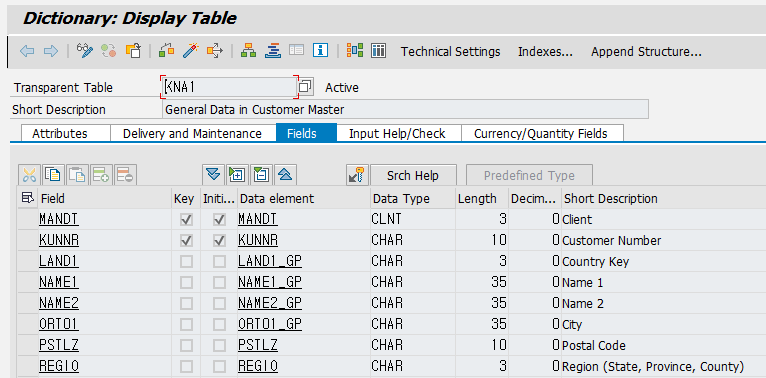 Dictionary: Display Table
Technical Settings Indexes... Append Structure...
Transparent Table KNA1 Active
Short Description General Data in Customer Master
Attributes Delivery and Maintenance Fields Input Help/Check Currency/Quantity Fields
Srch Help Predefined Type
Field Key Initi... Data element Data Type Length Decim... Short Description
MANDT MANDT CLNT 3 0 Client
KUNNR KUNNR CHAR 10 0 Customer Number
LAND1 LAND1_GP CHAR 3 0 Country Key
NAME1 NAME1_GP CHAR 35 0 Name 1
NAME2 NAME2_GP CHAR 35 0 Name 2
ORT01 ORT01_GP CHAR 35 0 City
PSTLZ PSTLZ CHAR 10 0 Postal Code
REGIO REGIO CHAR 3 0 Region (State, Province, County)